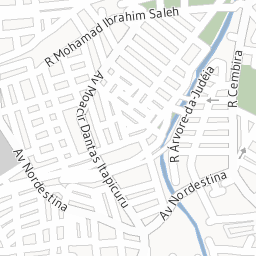 R Mohamad Ibrahim Saleh
Av Moacir Dantas Itapicuru
R Cembira
R Árvore-da-Judéia
Av Nordestina
Av Nordestina